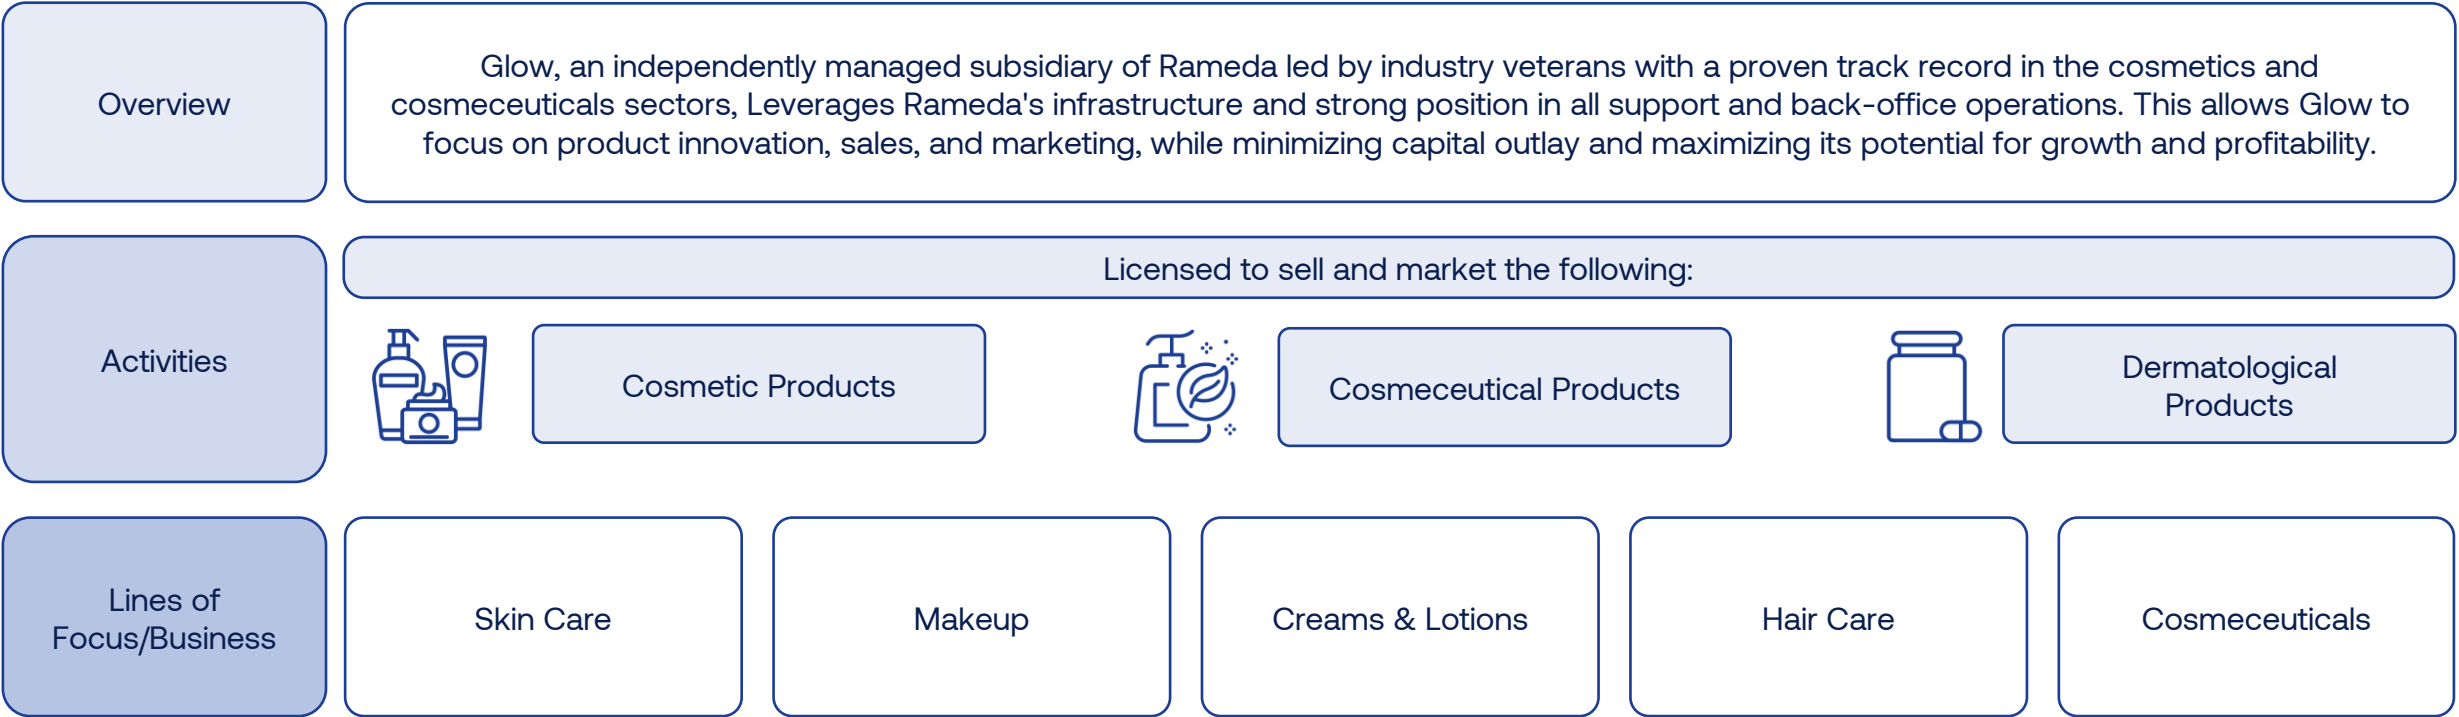 Overview
Glow, an independently managed subsidiary of Rameda led by industry veterans with a proven track record in the cosmetics and
cosmeceuticals sectors, Leverages Rameda's infrastructure and strong position in all support and back-office operations. This allows Glow to
focus on product innovation, sales, and marketing, while minimizing capital outlay and maximizing its potential for growth and profitability.
Activities
Licensed to sell and market the following:
Cosmetic Products
Cosmeceutical Products
Dermatological
Products
Lines of
Focus/Business
Skin Care
Makeup
Creams & Lotions
Hair Care
Cosmeceuticals